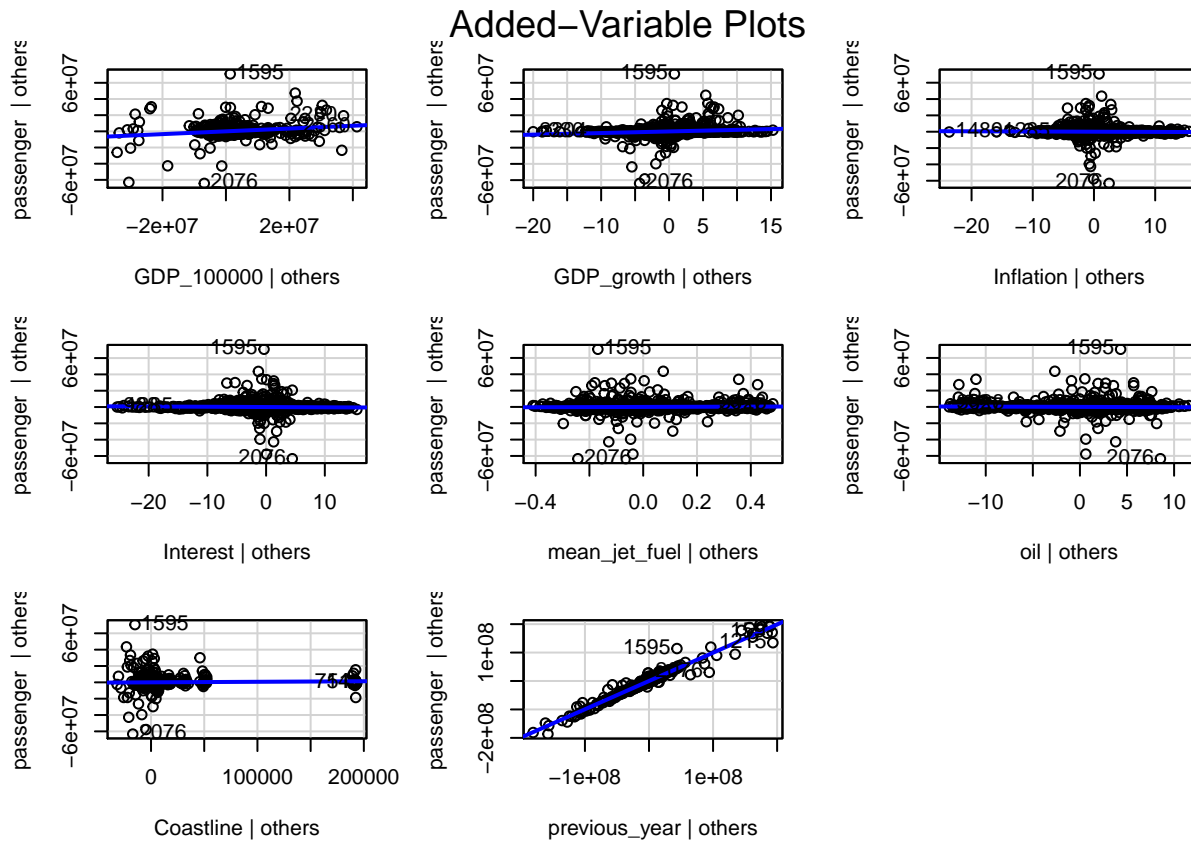 Added−Variable Plots
passenger | others
−6e+07 6e+07
1595
2076
−2e+07 2e+07
GDP_100000 | others
passenger | others
−6e+07 6e+07
1595
2076
−20 −10 0 5 15
GDP_growth | others
passenger | others
−6e+07 6e+07
1595
2076
−20 −10 0 10
Inflation | others
passenger | others
−6e+07 6e+07
1595
2076
−20 −10 0 10
Interest | others
passenger | others
−6e+07 6e+07
1595
2076
−0.4 0.0 0.2 0.4
mean_jet_fuel | others
passenger | others
−6e+07 6e+07
1595
2076
−10 0 5 10
oil | others
passenger | others
−6e+07 6e+07
1595
2076
0 100000 200000
Coastline | others
passenger | others
−2e+08 1e+08
1595
1215
−1e+08 1e+08
previous_year | others